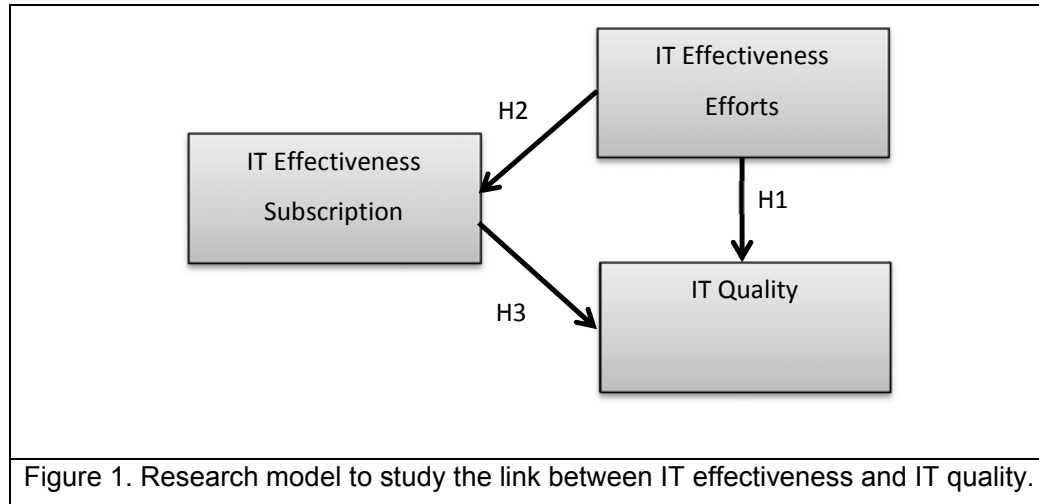 IT Effectiveness
Efforts
H2
IT Effectiveness
Subscription
H1
IT Quality
H3
Figure 1. Research model to study the link between IT effectiveness and IT quality.